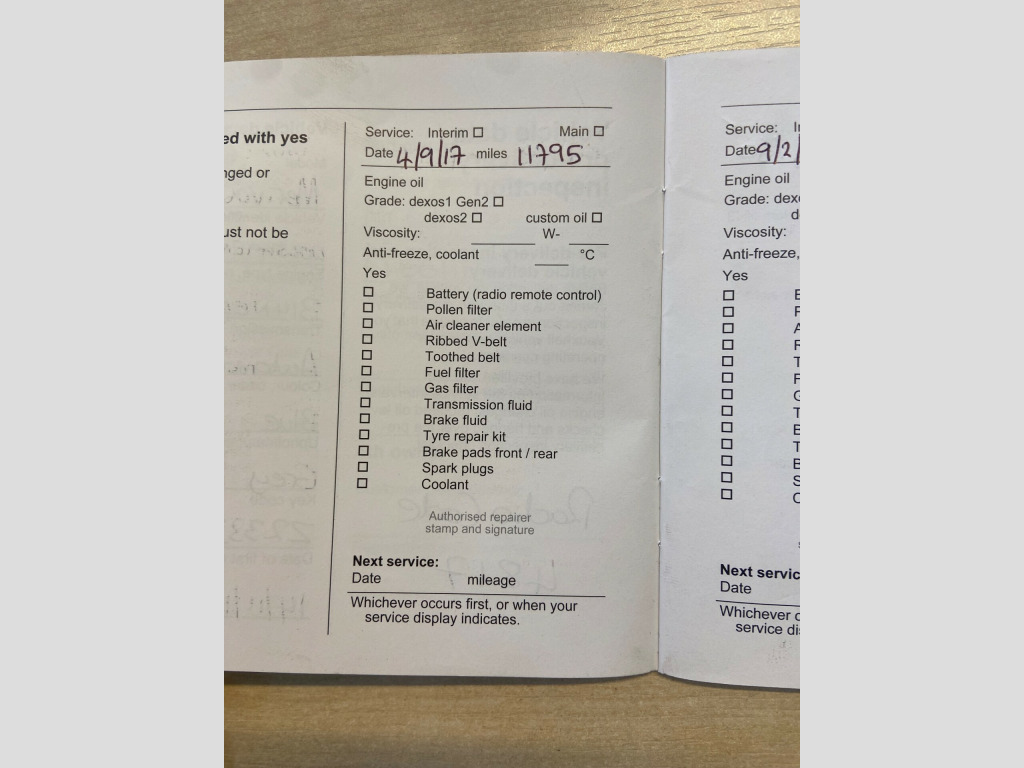 ed with yes
nged or
ust not be
Service: Interim Main
Date 4/9/17 miles 11795
Engine oil
Grade: dexos1 Gen2
dexos2 custom oil
Viscosity: W-
Anti-freeze, coolant °C
Yes
Battery (radio remote control)
Pollen filter
Air cleaner element
Ribbed V-belt
Toothed belt
Fuel filter
Gas filter
Transmission fluid
Brake fluid
Tyre repair kit
Brake pads front / rear
Spark plugs
Coolant
Authorised repairer
stamp and signature
Next service:
Date mileage
Whichever occurs first, or when your
service display indicates.
Service: I
Date 9/2/
Engine oil
Grade: dexo
d
Viscosity:
Anti-freeze,
Yes
Next servic
Date
Whichever o
service di